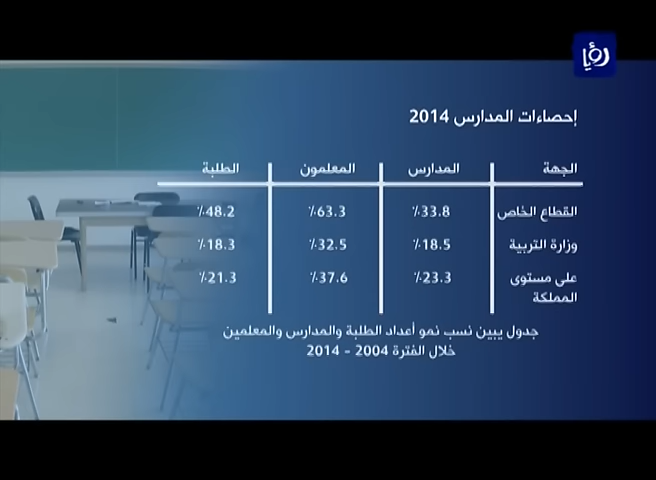 رؤيا
إحصاءات المدارس 2014
الجهة المدارس المعلمون الطلبة
القطاع الخاص 33.8٪ 63.3٪ 48.2٪
وزارة التربية 18.5٪ 32.5٪ 18.3٪
على مستوى 23.3٪ 37.6٪ 21.3٪
المملكة
جدول يبين نسب نمو أعداد الطلبة والمدارس والمعلمين
خلال الفترة 2004 - 2014